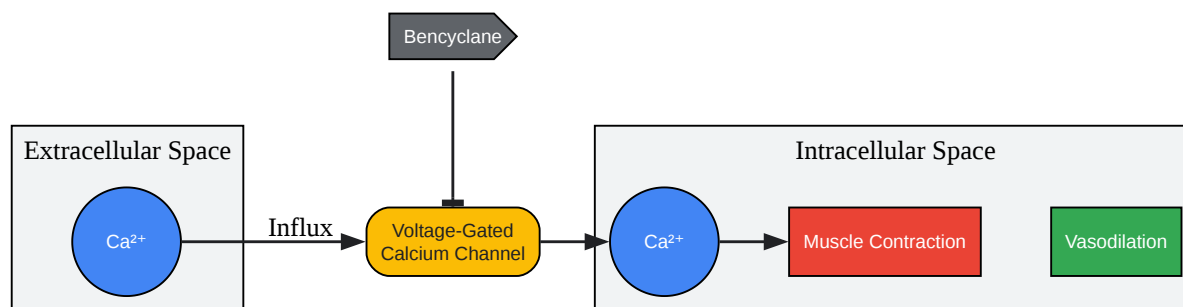 Bencyclane
Extracellular Space
Intracellular Space
Ca²⁺
Influx
Voltage-Gated
Calcium Channel
Ca²⁺
Muscle Contraction
Vasodilation